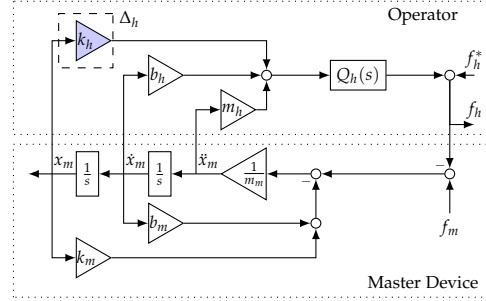 Operator
Δ_h
k_h
b_h
m_h
Q_h(s)
f_h^*
f_h
x_m
1/s
ẋ_m
1/s
ẍ_m
1/m_m
-
-
b_m
f_m
k_m
Master Device